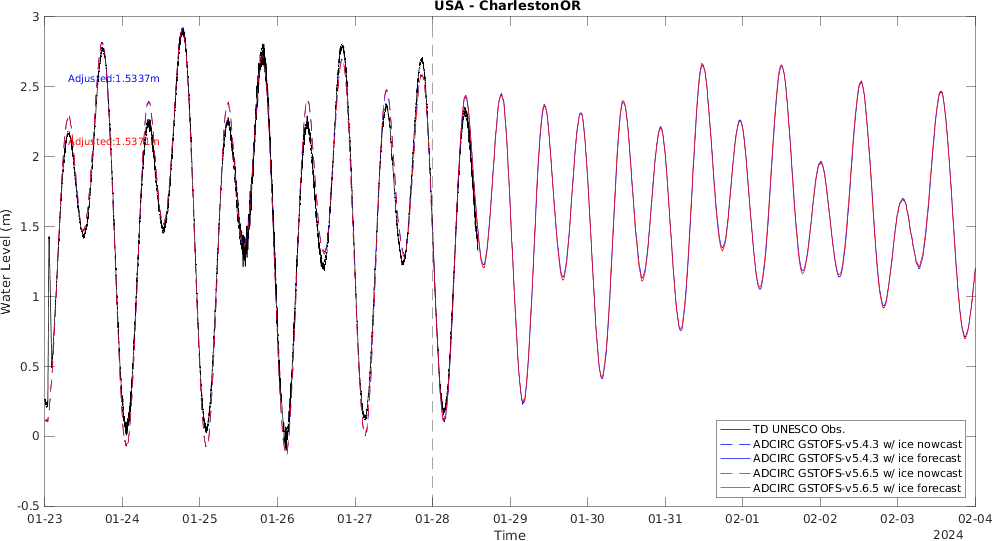 USA - CharlestonOR
3
2.5
2
1.5
1
0.5
0
-0.5
Water Level (m)
Adjusted:1.5337m
Adjusted:1.5371m
TD UNESCO Obs.
ADCIRC GSTOFS-v5.4.3 w/ ice nowcast
ADCIRC GSTOFS-v5.4.3 w/ ice forecast
ADCIRC GSTOFS-v5.6.5 w/ ice nowcast
ADCIRC GSTOFS-v5.6.5 w/ ice forecast
01-23 01-24 01-25 01-26 01-27 01-28 01-29 01-30 01-31 02-01 02-02 02-03 02-04
Time
2024